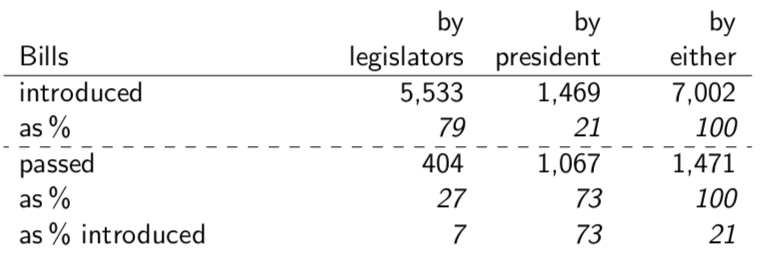 by by by
Bills legislators president either
introduced 5,533 1,469 7,002
as % 79 21 100
passed 404 1,067 1,471
as % 27 73 100
as % introduced 7 73 21